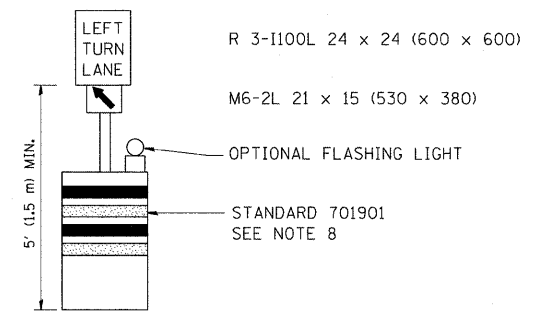 LEFT
TURN
LANE
R 3-I100L 24 x 24 (600 x 600)
M6-2L 21 x 15 (530 x 380)
OPTIONAL FLASHING LIGHT
STANDARD 701901
SEE NOTE 8
5' (1.5 m) MIN.